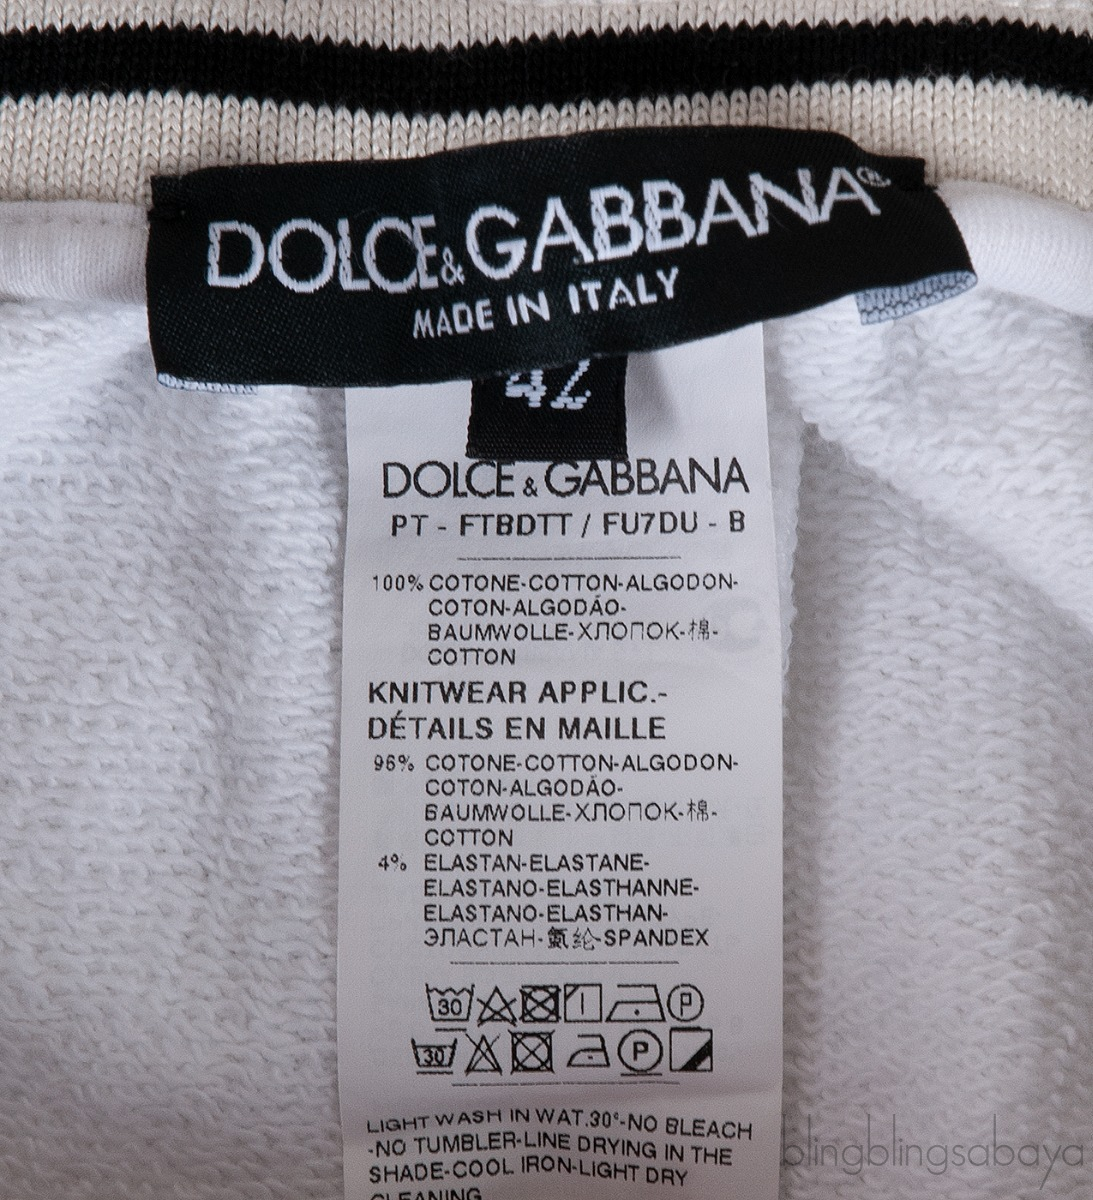 DOLCE&GABBANA®
MADE IN ITALY
42
DOLCE & GABBANA
PT - FTBDTT / FU7DU - B
100% COTONE-COTTON-ALGODON-
COTON-ALGODÃO-
BAUMWOLLE-ХЛОПОК-棉-
COTTON
KNITWEAR APPLIC.-
DÉTAILS EN MAILLE
96% COTONE-COTTON-ALGODON-
COTON-ALGODÃO-
BAUMWOLLE-ХЛОПОК-棉-
COTTON
4% ELASTAN-ELASTANE-
ELASTANO-ELASTHANNE-
ELASTANO-ELASTHAN-
ЭЛАСТАН-氨纶-SPANDEX
30 P
30 P
LIGHT WASH IN WAT.30°-NO BLEACH
-NO TUMBLER-LINE DRYING IN THE
SHADE-COOL IRON-LIGHT DRY
CLEANING
blingblingsabaya